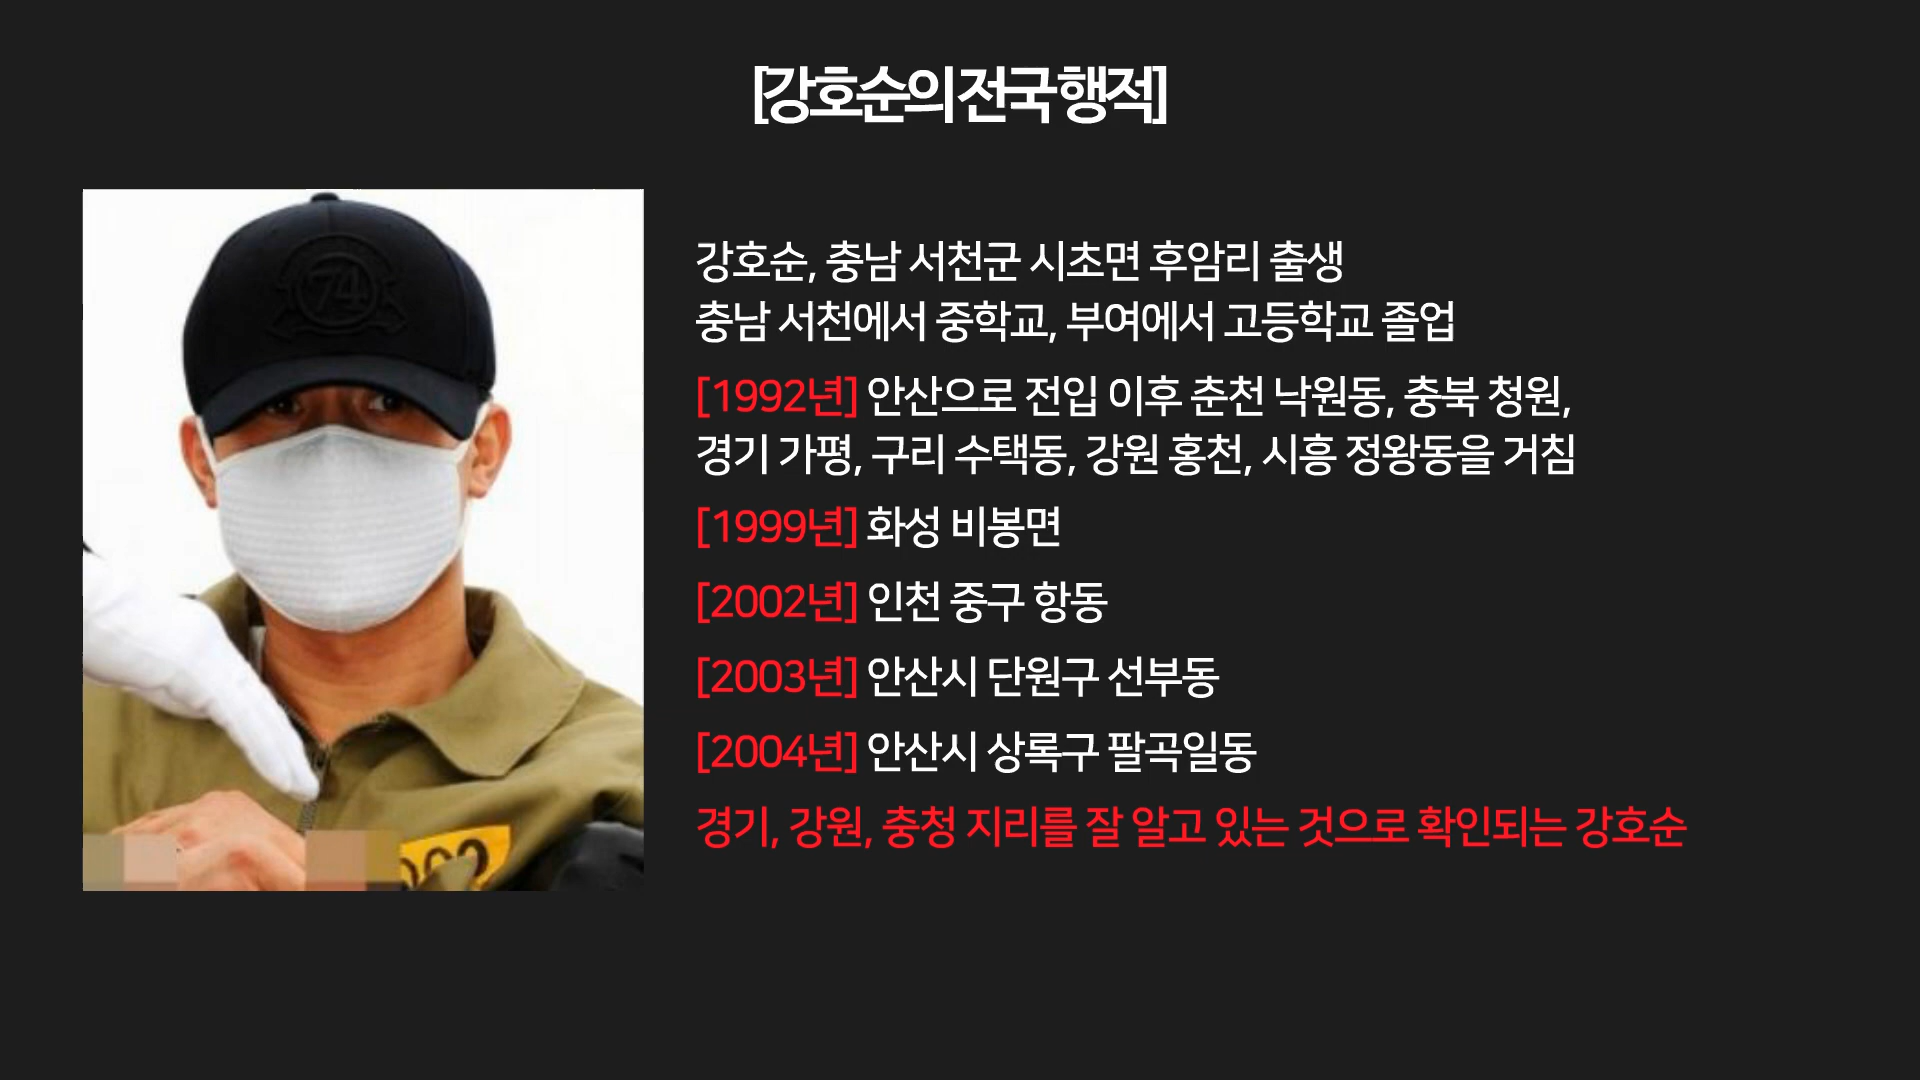 [강호순의 전국 행적]
강호순, 충남 서천군 시초면 후암리 출생
충남 서천에서 중학교, 부여에서 고등학교 졸업
[1992년] 안산으로 전입 이후 춘천 낙원동, 충북 청원,
경기 가평, 구리 수택동, 강원 홍천, 시흥 정왕동을 거침
[1999년] 화성 비봉면
[2002년] 인천 중구 항동
[2003년] 안산시 단원구 선부동
[2004년] 안산시 상록구 팔곡일동
경기, 강원, 충청 지리를 잘 알고 있는 것으로 확인되는 강호순
74